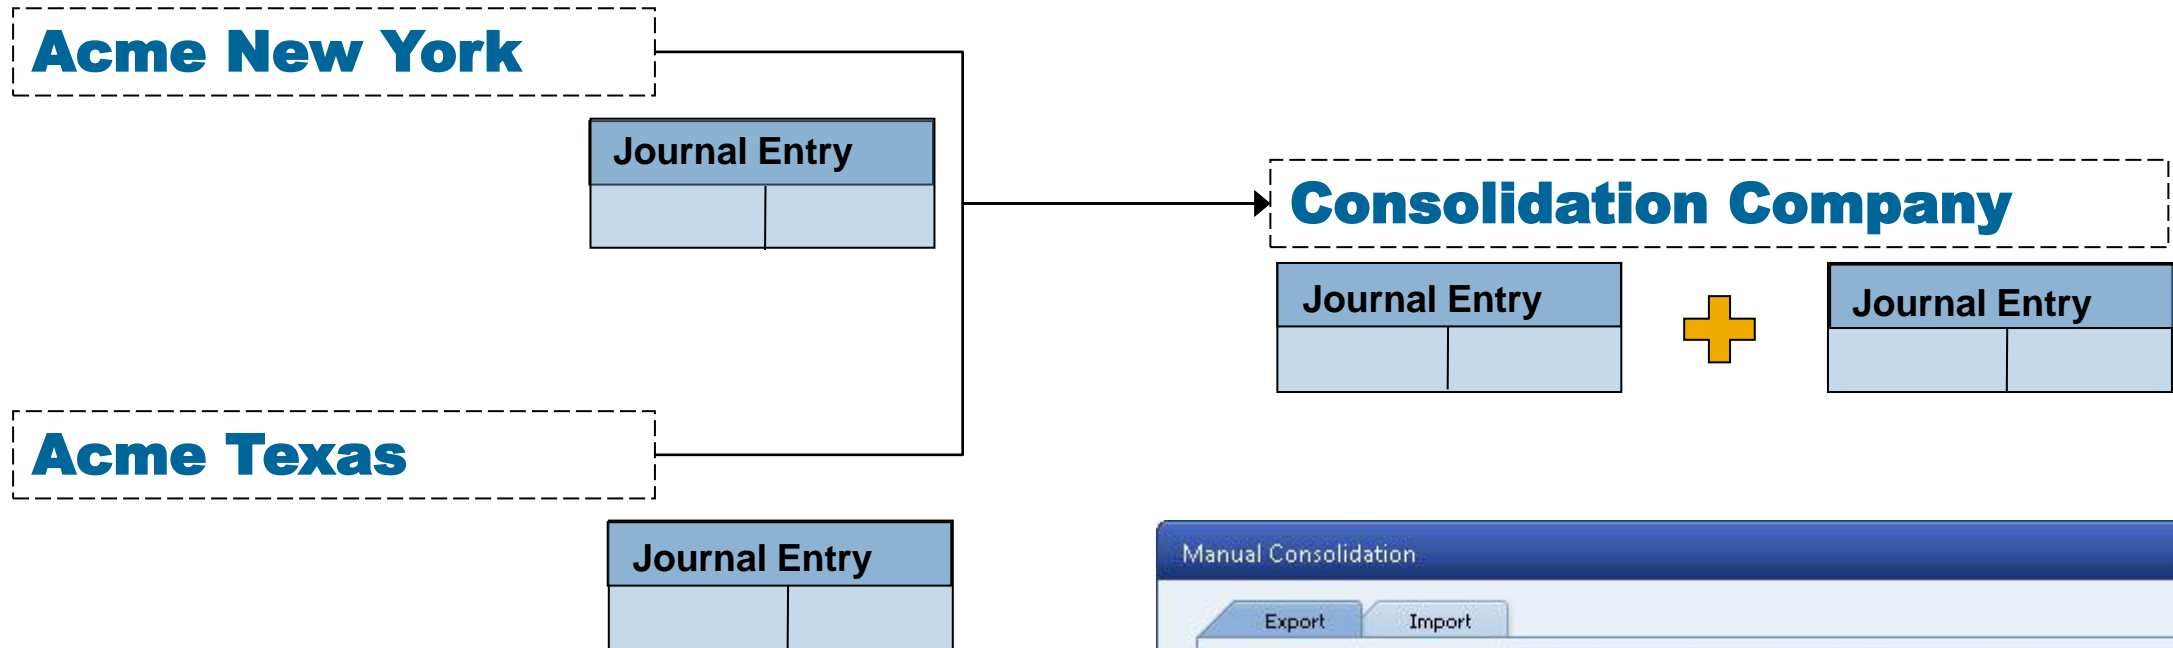 Acme New York
Journal Entry
Consolidation Company
Journal Entry
Journal Entry
Acme Texas
Journal Entry
Manual Consolidation
Export
Import